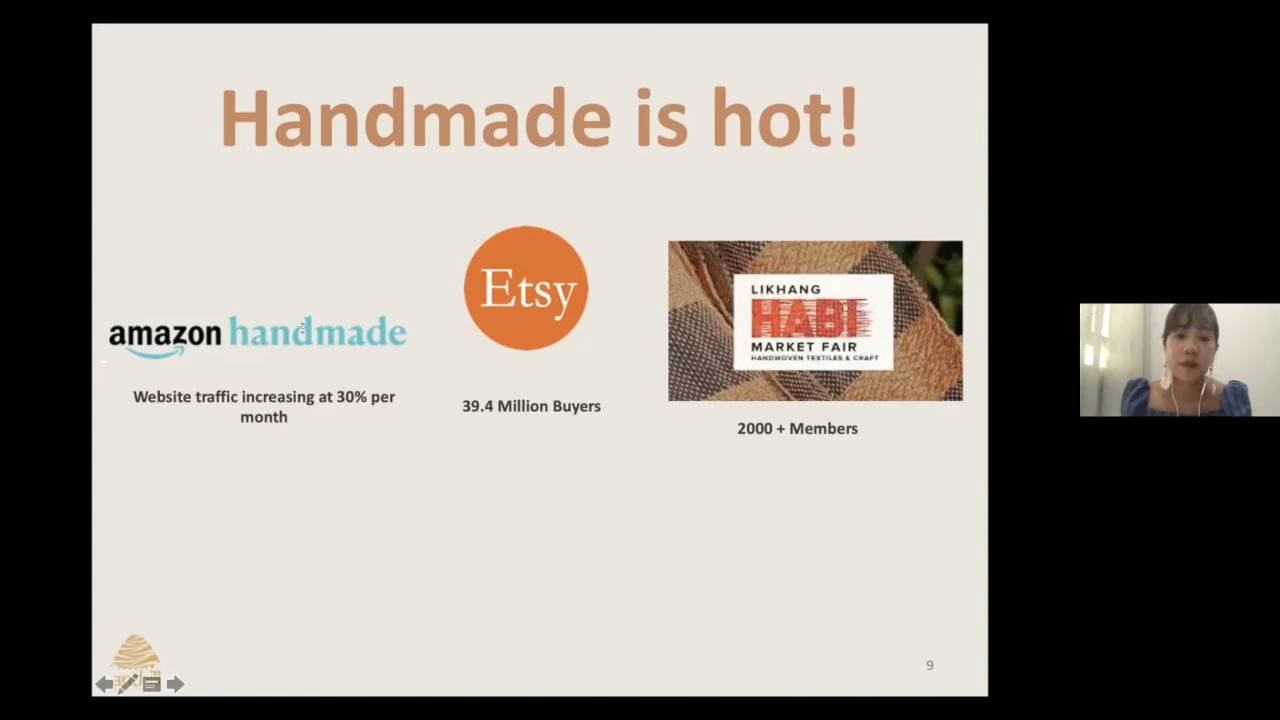 Handmade is hot!
amazon handmade
Website traffic increasing at 30% per
month
Etsy
39.4 Million Buyers
LIKHANG
HABI
MARKET FAIR
HANDWOVEN TEXTILES & CRAFT
2000 + Members
9